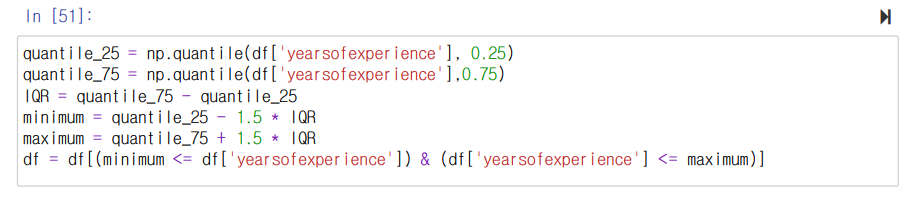 In [51]:
quantile_25 = np.quantile(df['yearsofexperience'], 0.25)
quantile_75 = np.quantile(df['yearsofexperience'],0.75)
IQR = quantile_75 - quantile_25
minimum = quantile_25 - 1.5 * IQR
maximum = quantile_75 + 1.5 * IQR
df = df[(minimum <= df['yearsofexperience']) & (df['yearsofexperience'] <= maximum)]